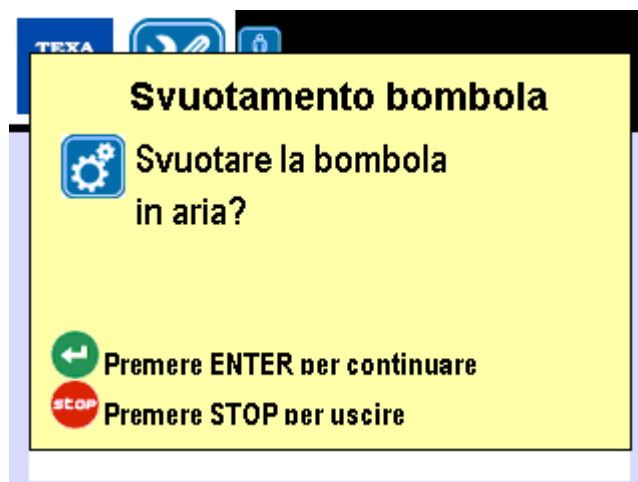 TEXA
Svuotamento bombola
Svuotare la bombola
in aria?
Premere ENTER per continuare
stop Premere STOP per uscire